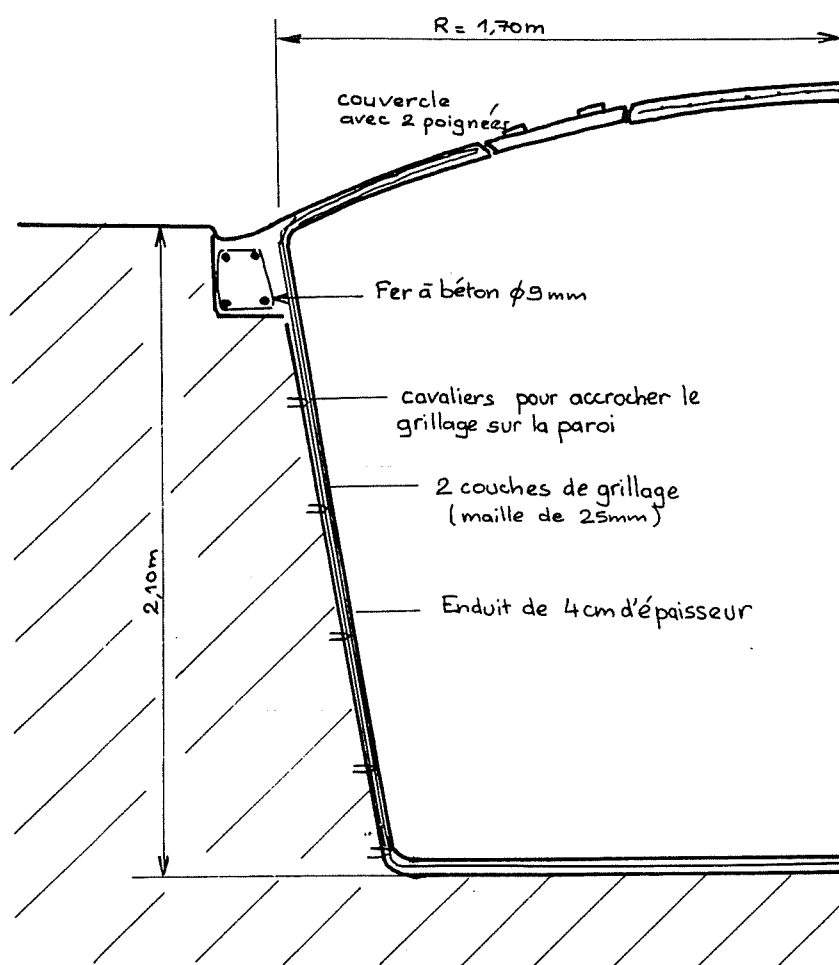 R = 1,70m
couvercle
avec 2 poignées
Fer à béton ϕ9mm
cavaliers pour accrocher le
grillage sur la paroi
2 couches de grillage
(maille de 25mm)
2,10m
Enduit de 4cm d'épaisseur